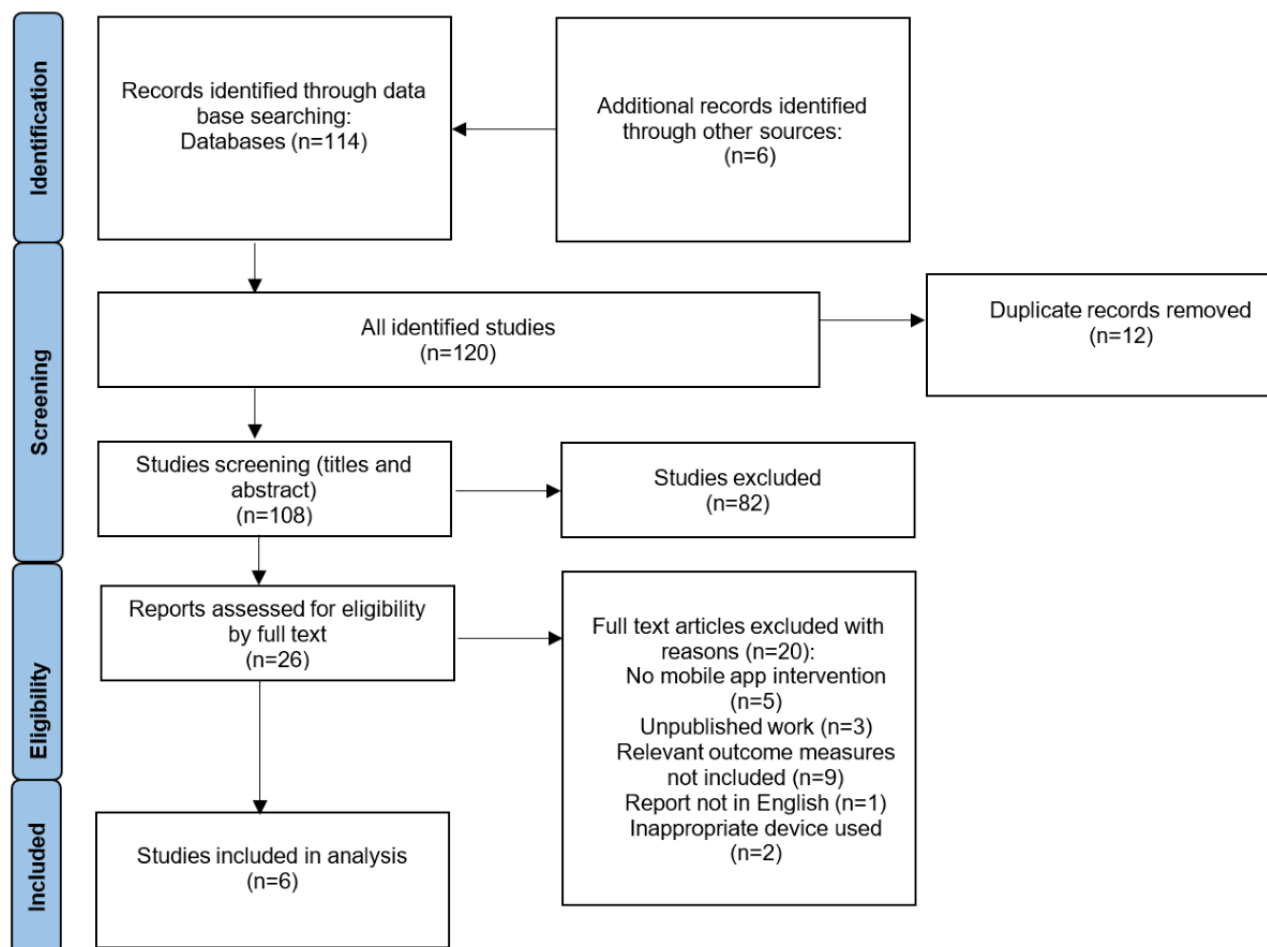 Identification
Records identified through data
base searching:
Databases (n=114)
Additional records identified
through other sources:
(n=6)
Screening
All identified studies
(n=120)
Duplicate records removed
(n=12)
Studies screening (titles and
abstract)
(n=108)
Studies excluded
(n=82)
Eligibility
Reports assessed for eligibility
by full text
(n=26)
Full text articles excluded with
reasons (n=20):
No mobile app intervention
(n=5)
Unpublished work (n=3)
Relevant outcome measures
not included (n=9)
Report not in English (n=1)
Inappropriate device used
(n=2)
Included
Studies included in analysis
(n=6)